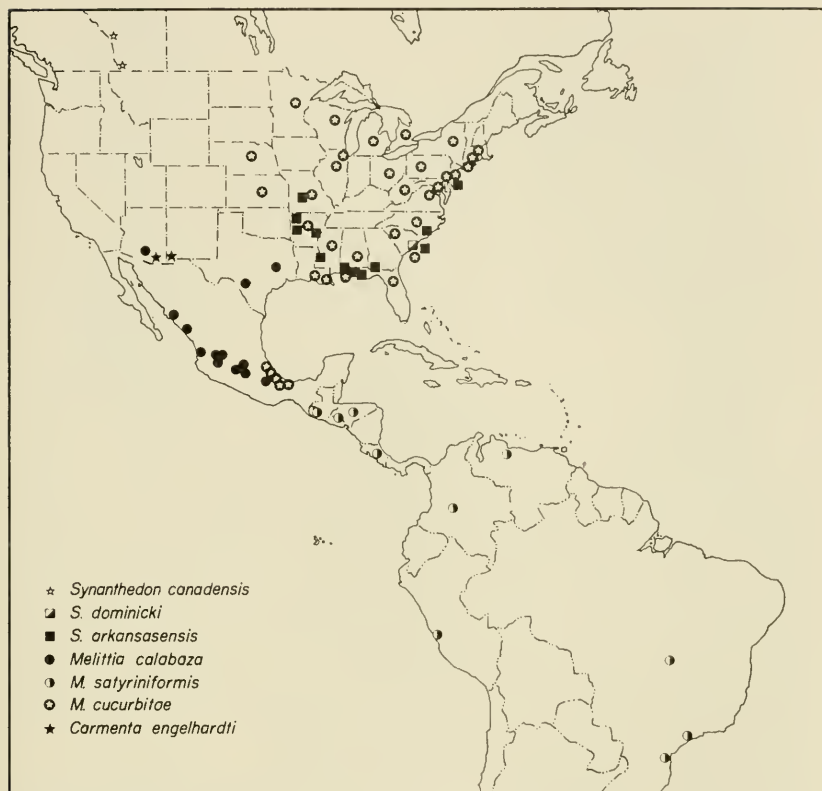 Synanthedon canadensis
S. dominicki
S. arkansasensis
Melittia calabaza
M. satyriniformis
M. cucurbitae
Carmenta engelhardti